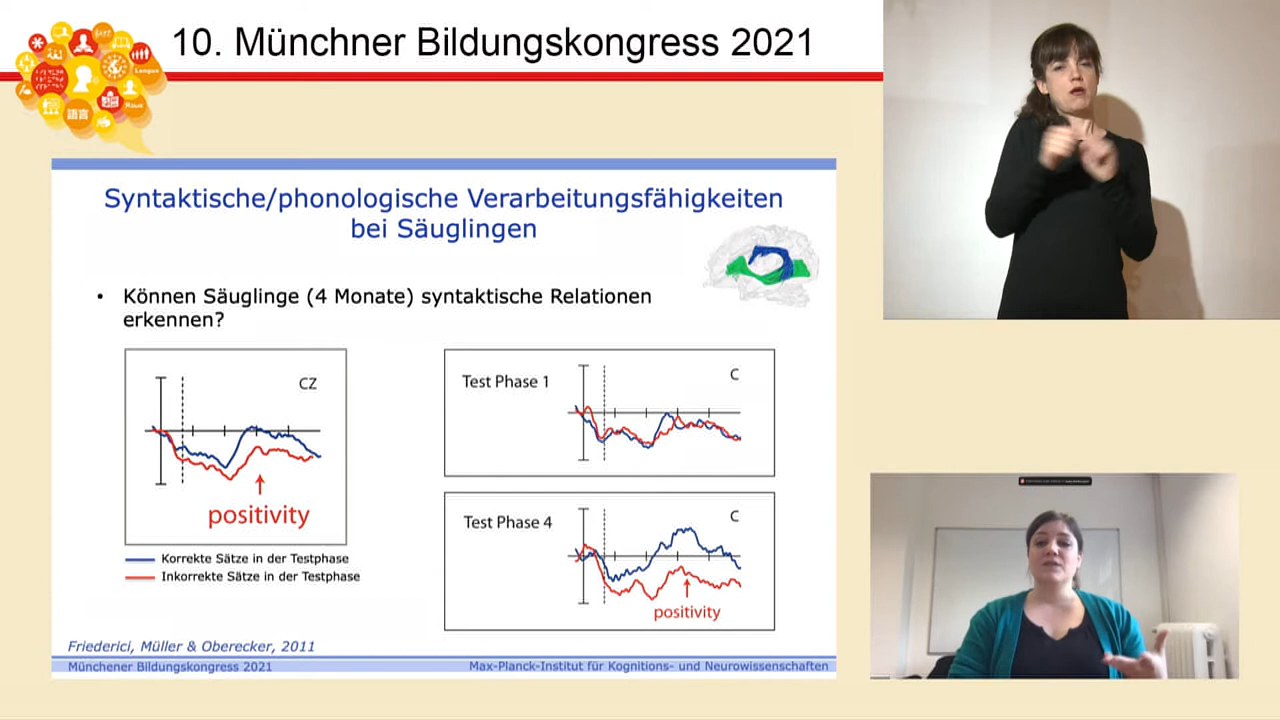 10. Münchner Bildungskongress 2021
語言
Syntaktische/phonologische Verarbeitungsfähigkeiten
bei Säuglingen
• Können Säuglinge (4 Monate) syntaktische Relationen
erkennen?
CZ
positivity
Korrekte Sätze in der Testphase
Inkorrekte Sätze in der Testphase
Test Phase 1
C
Test Phase 4
C
positivity
Friederici, Müller & Oberecker, 2011
Münchener Bildungskongress 2021
Max-Planck-Institut für Kognitions- und Neurowissenschaften